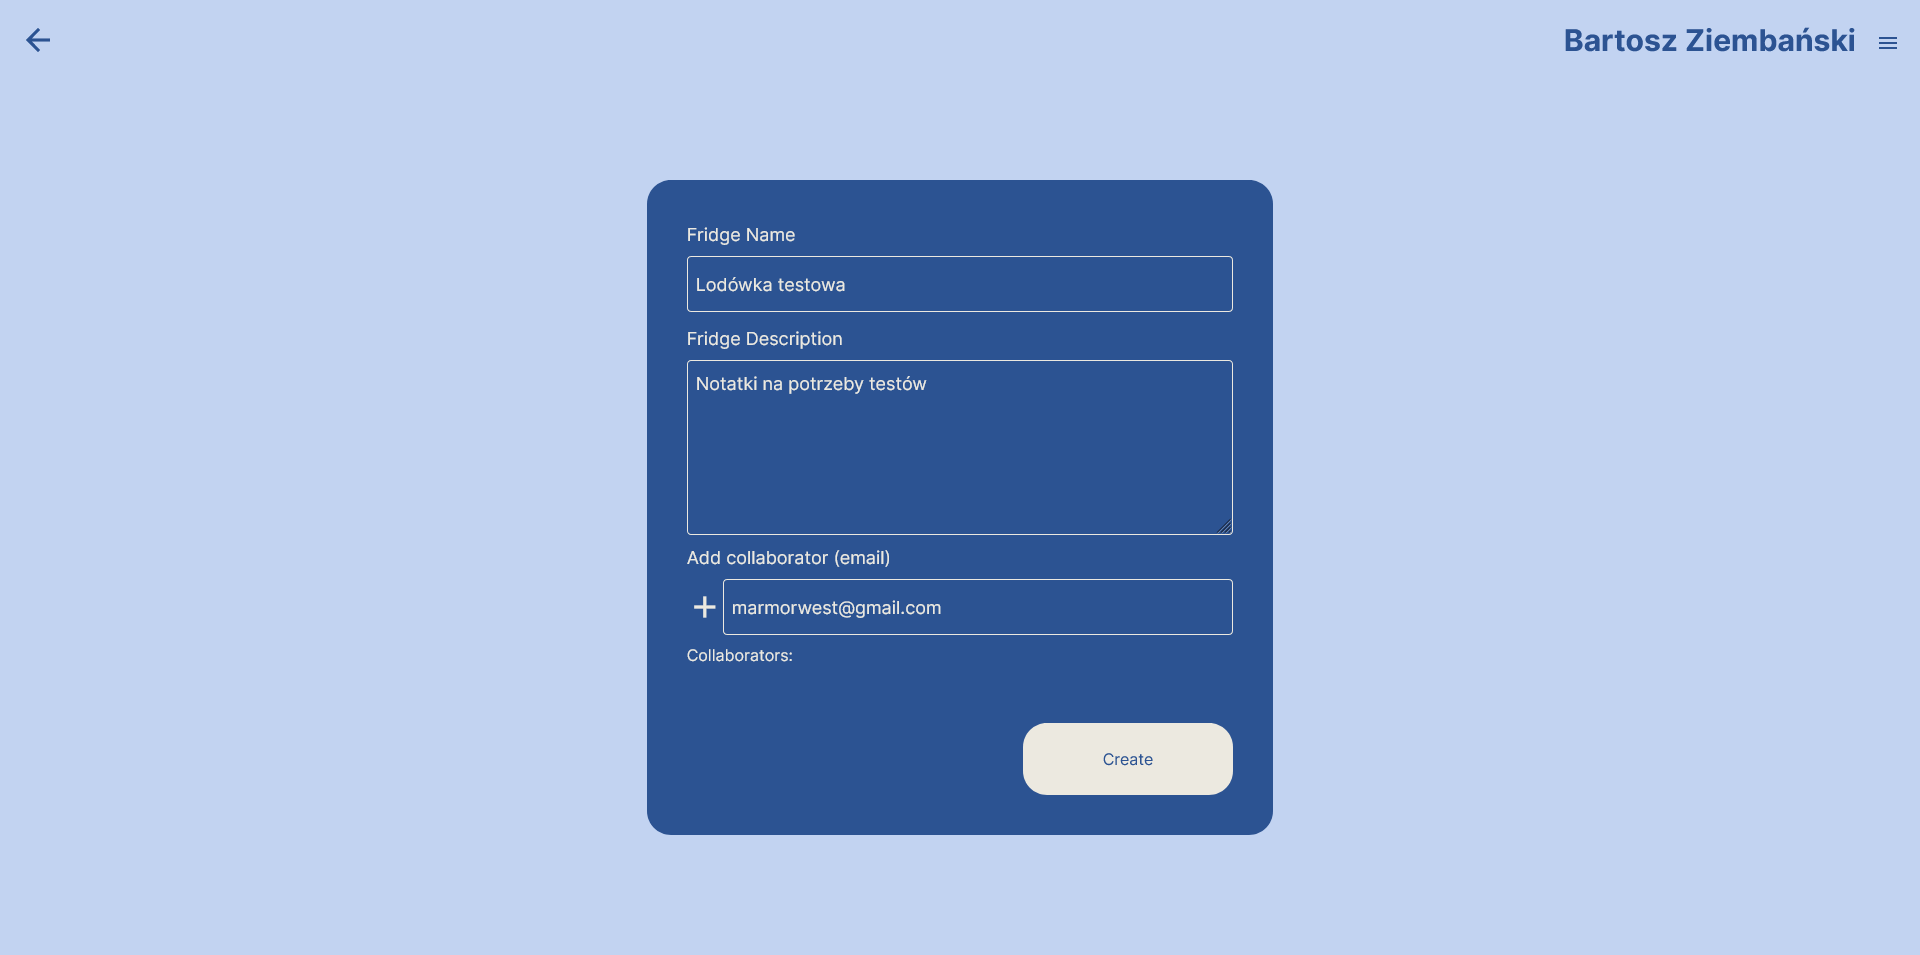 Bartosz Ziembański
Fridge Name
Lodówka testowa
Fridge Description
Notatki na potrzeby testów
Add collaborator (email)
marmorwest@gmail.com
Collaborators:
Create